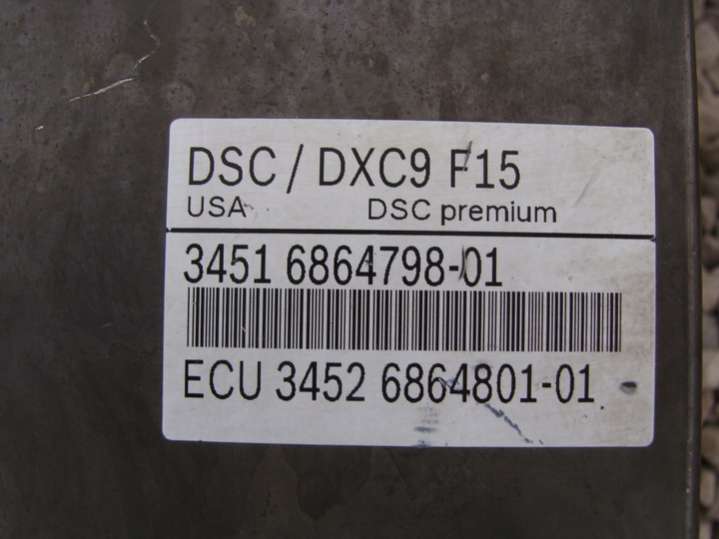 DSC / DXC9 F15
USA DSC premium
3451 6864798-01
ECU 3452 6864801-01